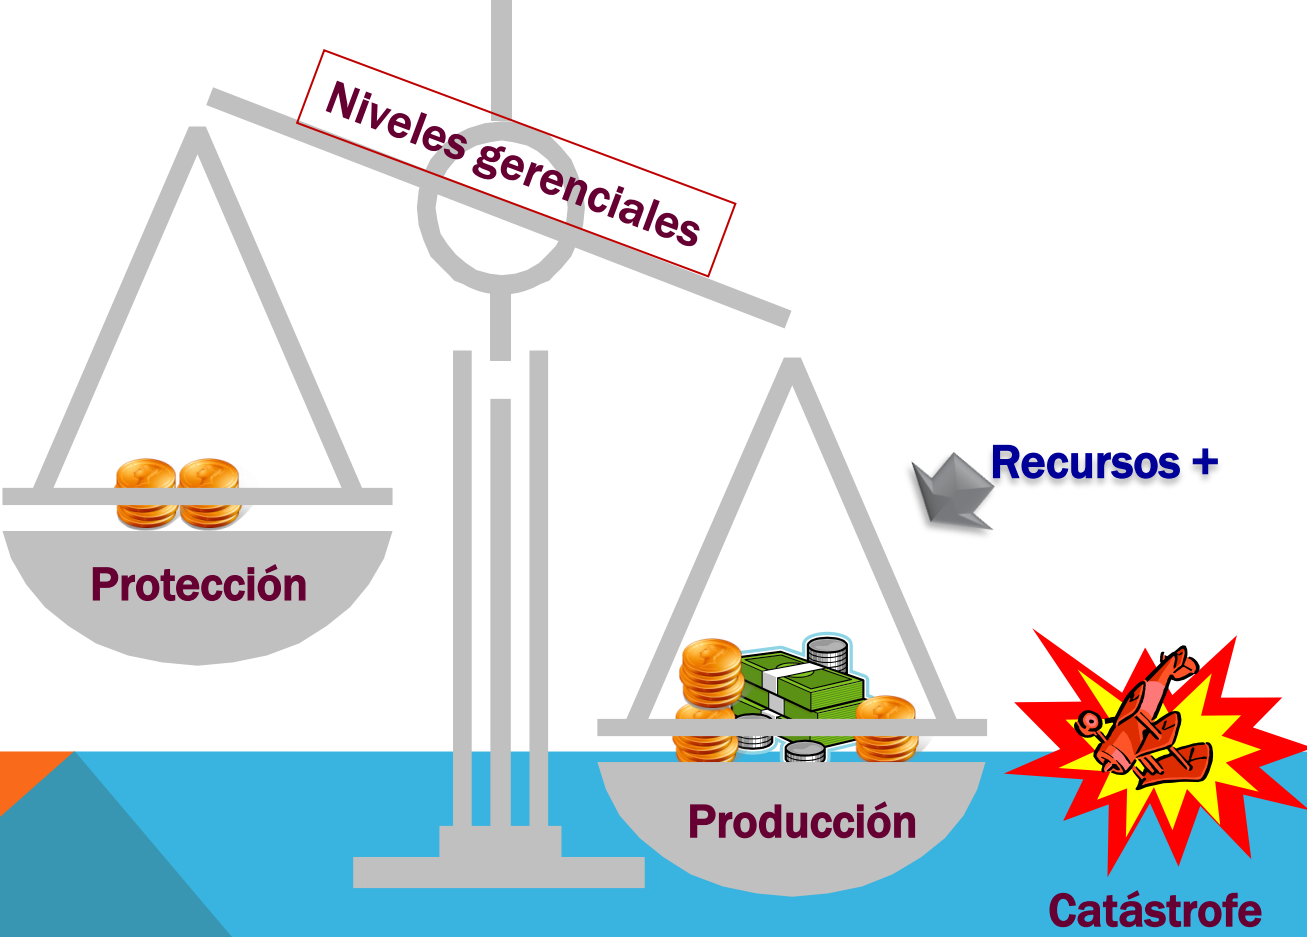 Niveles gerenciales
Recursos +
Protección
Producción
Catástrofe